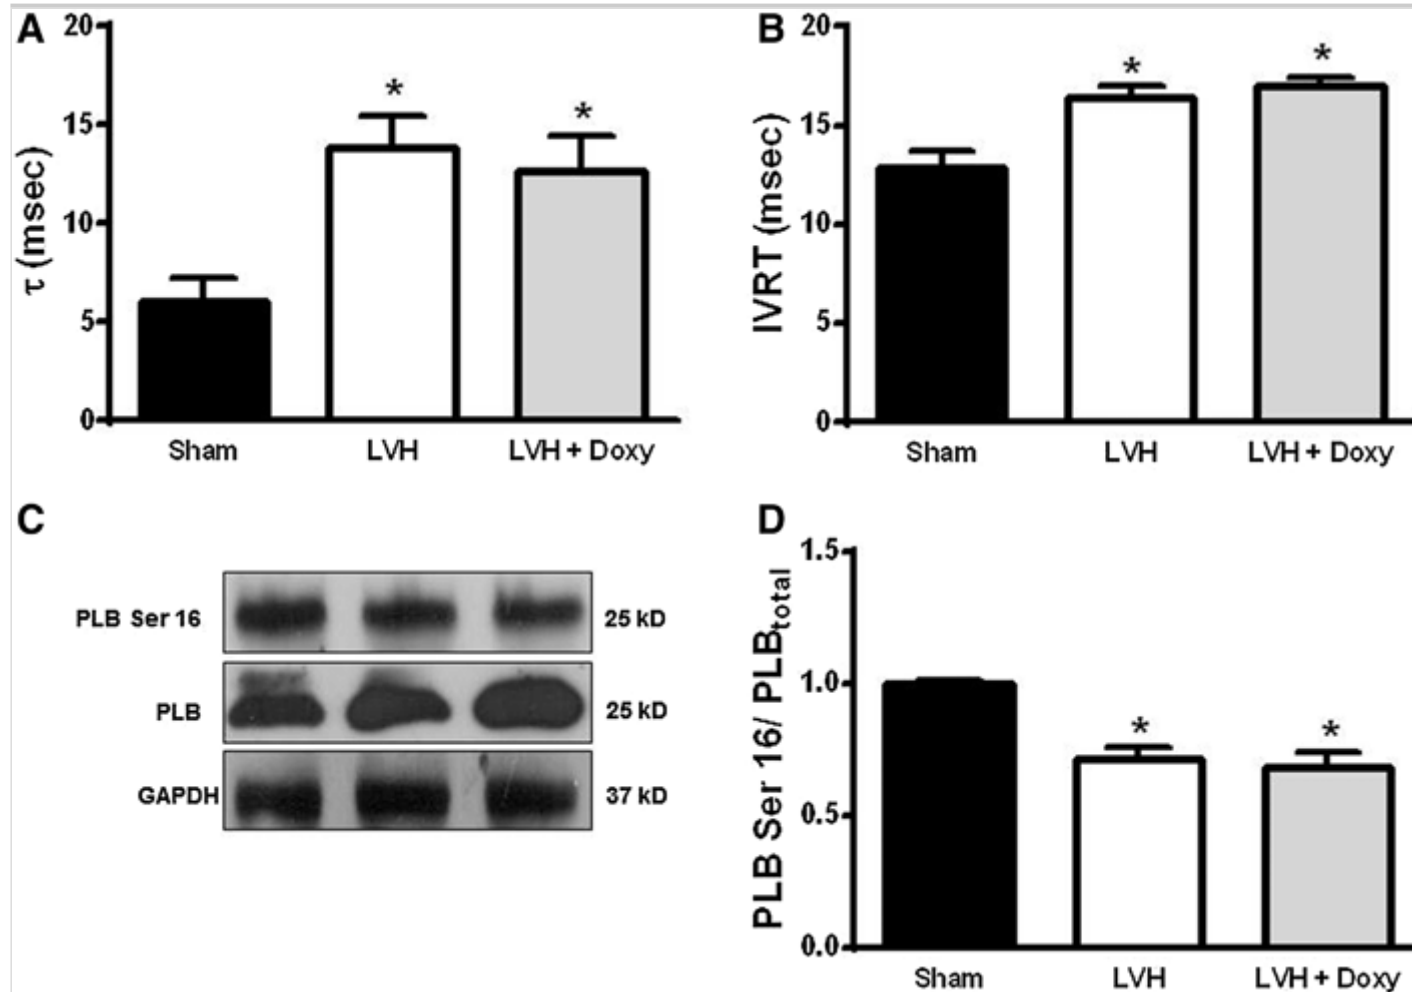 A
20
15
10
5
0
τ (msec)
*
*
Sham LVH LVH + Doxy
B
20
15
10
5
0
IVRT (msec)
*
*
Sham LVH LVH + Doxy
C
PLB Ser 16 25 kD
PLB 25 kD
GAPDH 37 kD
D
1.5
1.0
0.5
0.0
PLB Ser 16/ PLBtotal
*
*
Sham LVH LVH + Doxy